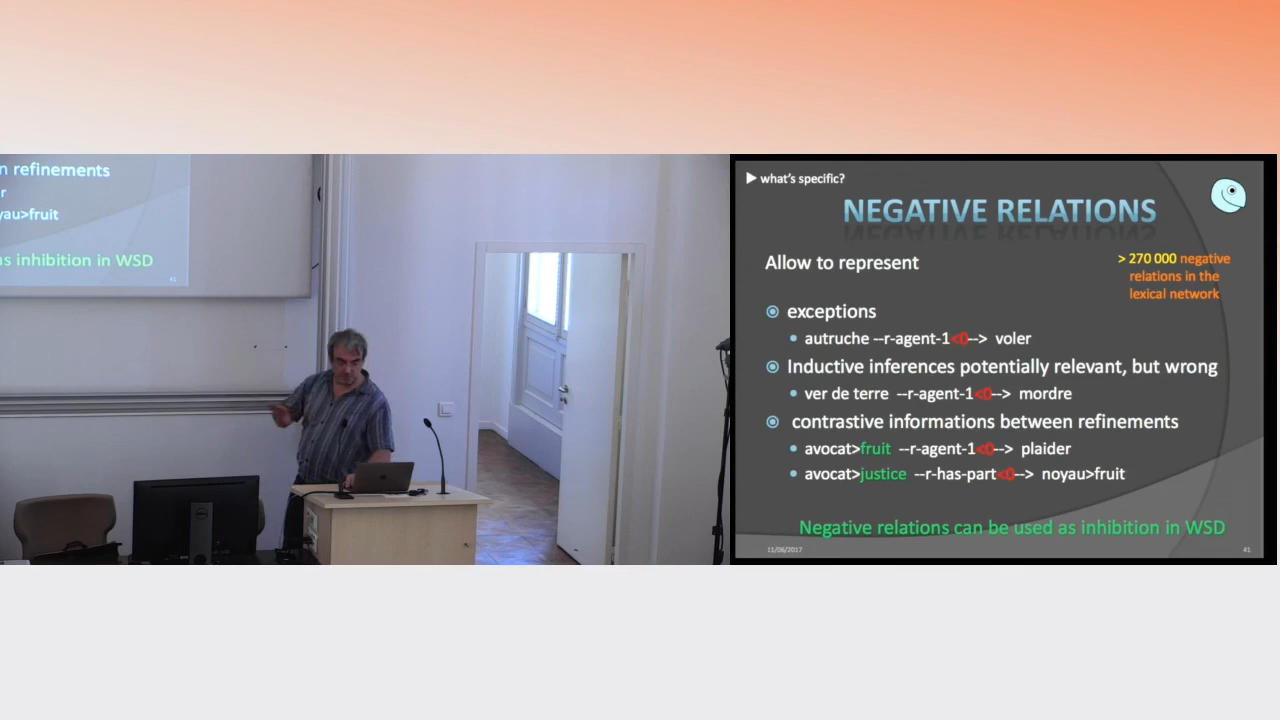 n refinements
r
yau>fruit
as inhibition in WSD
41
▶ what's specific?
NEGATIVE RELATIONS
Allow to represent
> 270 000 negative
relations in the
lexical network
exceptions
autruche --r-agent-1<0--> voler
Inductive inferences potentially relevant, but wrong
ver de terre --r-agent-1<0--> mordre
contrastive informations between refinements
avocat>fruit --r-agent-1<0--> plaider
avocat>justice --r-has-part<0--> noyau>fruit
Negative relations can be used as inhibition in WSD
11/06/2017
41
DELL